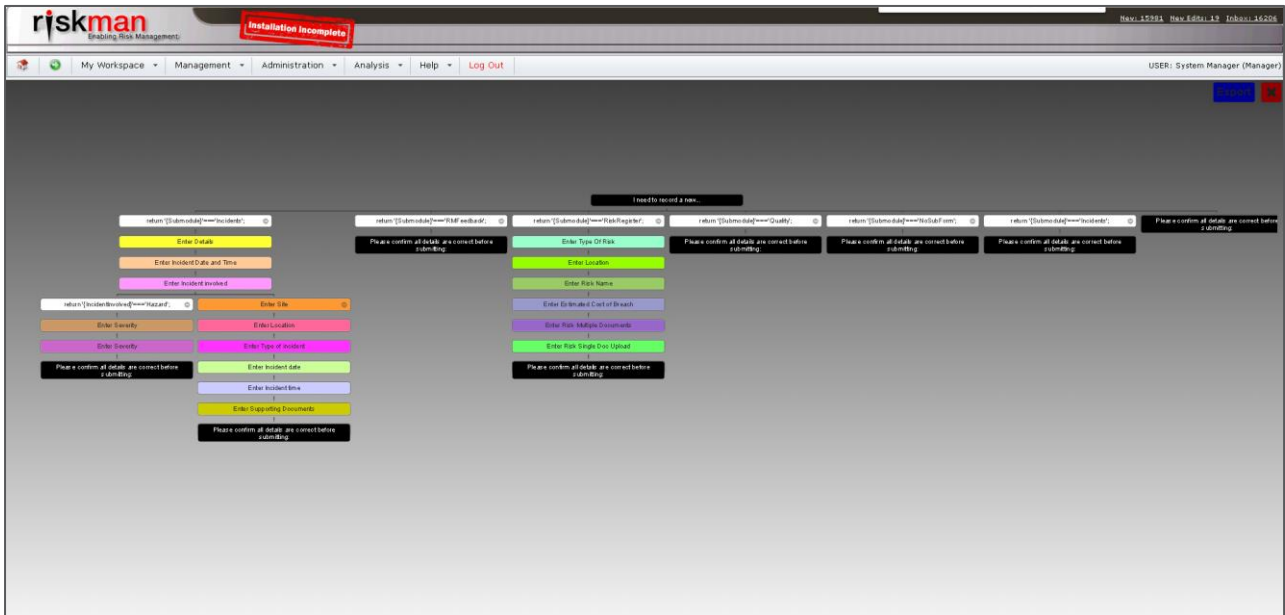 riskman
Enabling Risk Management
Installation Incomplete
New: 15981 New Edits: 19 Inbox: 16206
My Workspace Management Administration Analysis Help Log Out
USER: System Manager (Manager)
Export
I need to record a new...
return '[Submodule]'==='Incidents';
return '[Submodule]'==='RMFeedback';
return '[Submodule]'==='RiskRegister';
return '[Submodule]'==='Quality';
return '[Submodule]'==='NoSubForm';
return '[Submodule]'==='Incidents';
Please confirm all details are correct before
submitting:
Enter Details
Enter Incident Date and Time
Enter Incident involved
return '[IncidentInvolved]'==='Hazard';
Enter Severity
Enter Severity
Please confirm all details are correct before
submitting:
Enter Site
Enter Location
Enter Type of incident
Enter Incident date
Enter Incident time
Enter Supporting Documents
Please confirm all details are correct before
submitting:
Please confirm all details are correct before
submitting:
Enter Type Of Risk
Enter Location
Enter Risk Name
Enter Estimated Cost of Breach
Enter Risk Multiple Documents
Enter Risk Single Doc Upload
Please confirm all details are correct before
submitting:
Please confirm all details are correct before
submitting:
Please confirm all details are correct before
submitting:
Please confirm all details are correct before
submitting: